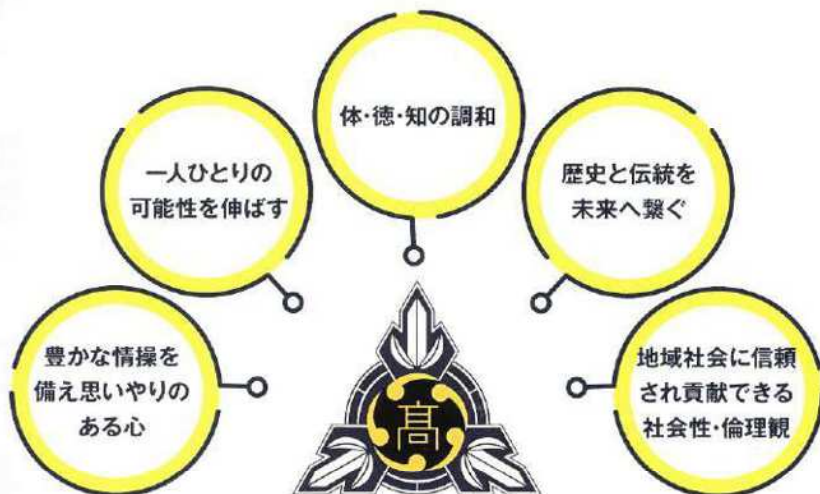 体・徳・知の調和
一人ひとりの
可能性を伸ばす
歴史と伝統を
未来へ繋ぐ
豊かな情操を
備え思いやりの
ある心
地域社会に信頼
され貢献できる
社会性・倫理観
髙